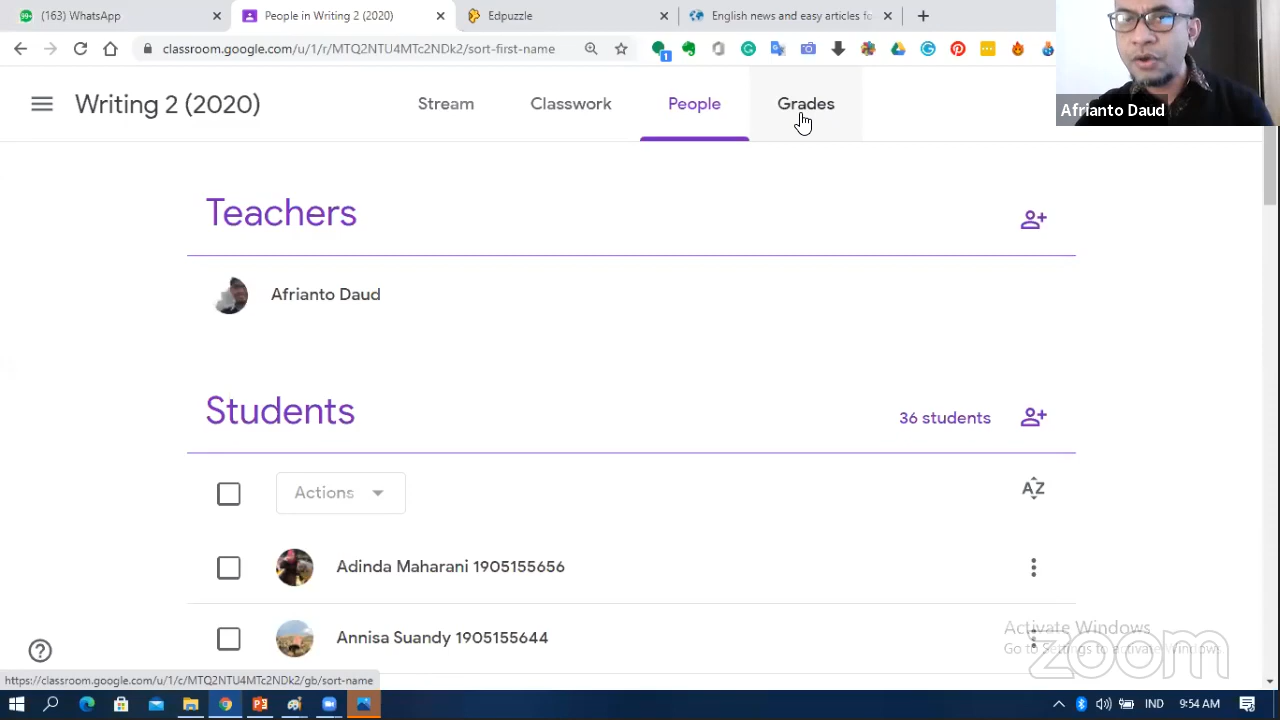 (163) WhatsApp
People in Writing 2 (2020)
Edpuzzle
English news and easy articles fo
classroom.google.com/u/1/r/MTQ2NTU4MTc2NDk2/sort-first-name
1
Writing 2 (2020)
Stream
Classwork
People
Grades
Afrianto Daud
Teachers
Afrianto Daud
Students
36 students
Actions
AZ
Adinda Maharani 1905155656
Annisa Suandy 1905155644
Activate Windows
Go to Settings to activate Windows.
zoom
https://classroom.google.com/u/1/c/MTQ2NTU4MTc2NDk2/gb/sort-name
IND
9:54 AM